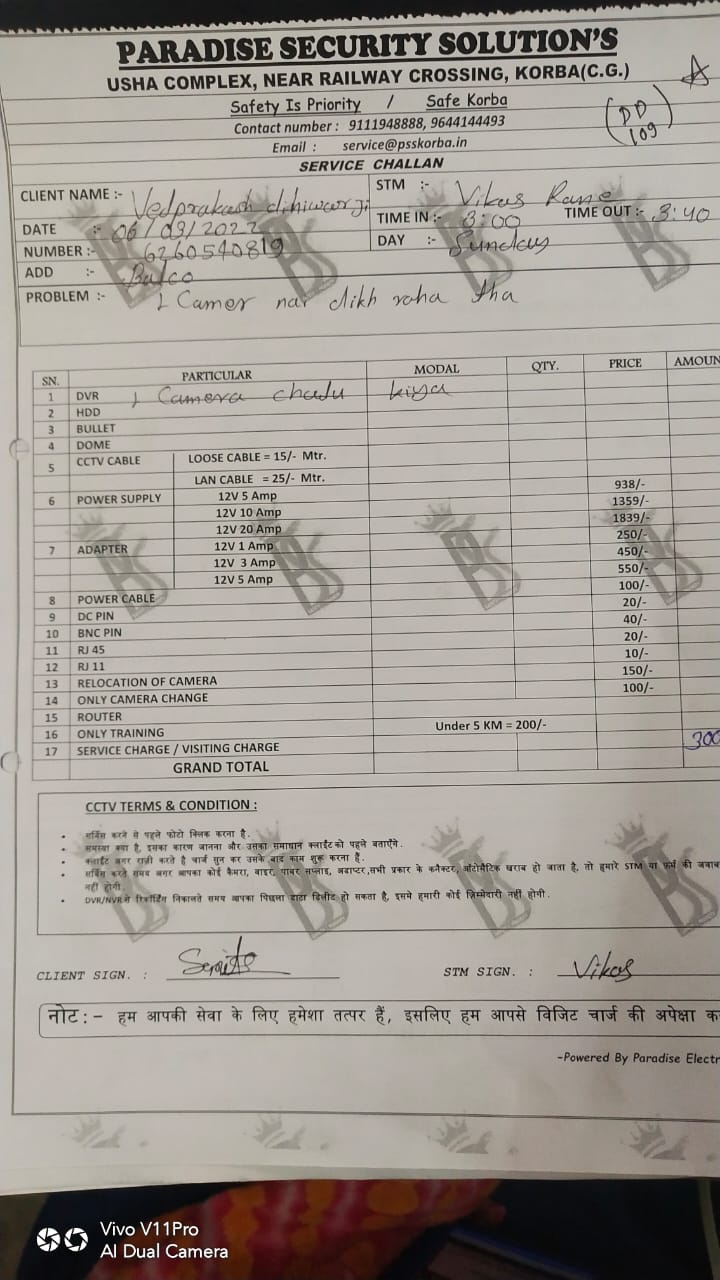 PARADISE SECURITY SOLUTION'S
USHA COMPLEX, NEAR RAILWAY CROSSING, KORBA(C.G.)
Safety Is Priority / Safe Korba
Contact number : 9111948888, 9644144493
Email : service@psskorba.in
DD
109
SERVICE CHALLAN
CLIENT NAME :- Vedprakash dihiwarji
STM :- Vikas Rane
DATE :- 06/03/2022
TIME IN :- 3:00 TIME OUT :- 3:40
NUMBER :- 6260540819
DAY :- Sunday
ADD :- Balco
PROBLEM :- 1 Camer nai dikh raha tha
SN. PARTICULAR MODAL QTY. PRICE AMOUN
1 DVR 1 Camera chalu kiya
2 HDD
3 BULLET
4 DOME
5 CCTV CABLE LOOSE CABLE = 15/- Mtr.
LAN CABLE = 25/- Mtr.
6 POWER SUPPLY 12V 5 Amp 938/-
12V 10 Amp 1359/-
12V 20 Amp 1839/-
7 ADAPTER 12V 1 Amp 250/-
12V 3 Amp 450/-
12V 5 Amp 550/-
8 POWER CABLE 100/-
9 DC PIN 20/-
10 BNC PIN 40/-
11 RJ 45 20/-
12 RJ 11 10/-
13 RELOCATION OF CAMERA 150/-
14 ONLY CAMERA CHANGE 100/-
15 ROUTER
16 ONLY TRAINING
17 SERVICE CHARGE / VISITING CHARGE Under 5 KM = 200/- 300
GRAND TOTAL
CCTV TERMS & CONDITION :
• सर्विस करने से पहले फोटो क्लिक करना है.
• समस्या क्या है, इसका कारण जानना और उसका समाधान क्लाईंट को पहले बताएँगे.
• क्लाईंट अगर राज़ी करते है चार्ज सुन कर उसके बाद काम शुरू करना हैं.
• सर्विस करते समय अगर आपका कोई कैमरा, वाइर, पावर सप्लाइ, अडाप्टर,सभी प्रकार के कनैक्टर, ऑटोमैटिक खराब हो जाता है, तो हमारे STM या फ़र्म की जवाब
नहीं होगी.
• DVR/NVR से रिकॉर्डिंग निकालते समय आपका पिछला डाटा डिलीट हो सकता है, इसमे हमारी कोई ज़िम्मेदारी नहीं होगी.
CLIENT SIGN. :
STM SIGN. : Vikas
नोट:- हम आपकी सेवा के लिए हमेशा तत्पर हैं, इसलिए हम आपसे विजिट चार्ज की अपेक्षा क
-Powered By Paradise Electr
Vivo V11Pro
AI Dual Camera